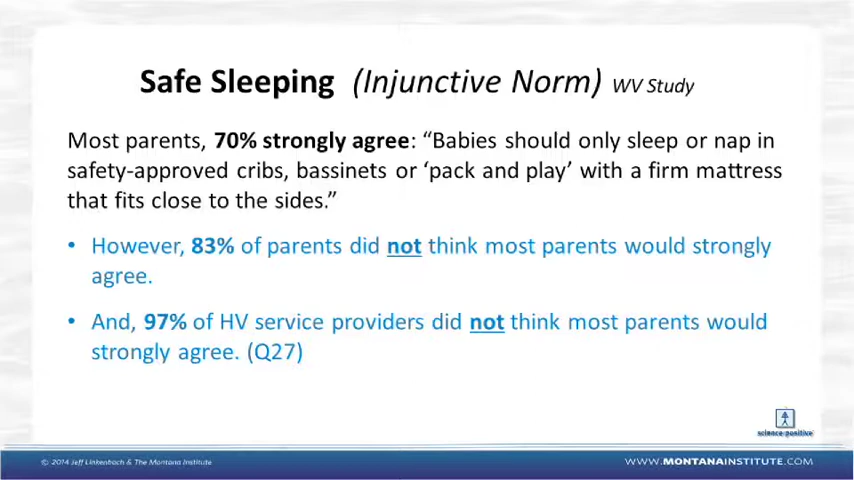 Safe Sleeping (Injunctive Norm) WV Study
Most parents, 70% strongly agree: “Babies should only sleep or nap in
safety-approved cribs, bassinets or ‘pack and play’ with a firm mattress
that fits close to the sides.”
• However, 83% of parents did not think most parents would strongly
agree.
• And, 97% of HV service providers did not think most parents would
strongly agree. (Q27)
science+positive
© 2014 Jeff Linkenbach & The Montana Institute
WWW.MONTANAINSTITUTE.COM